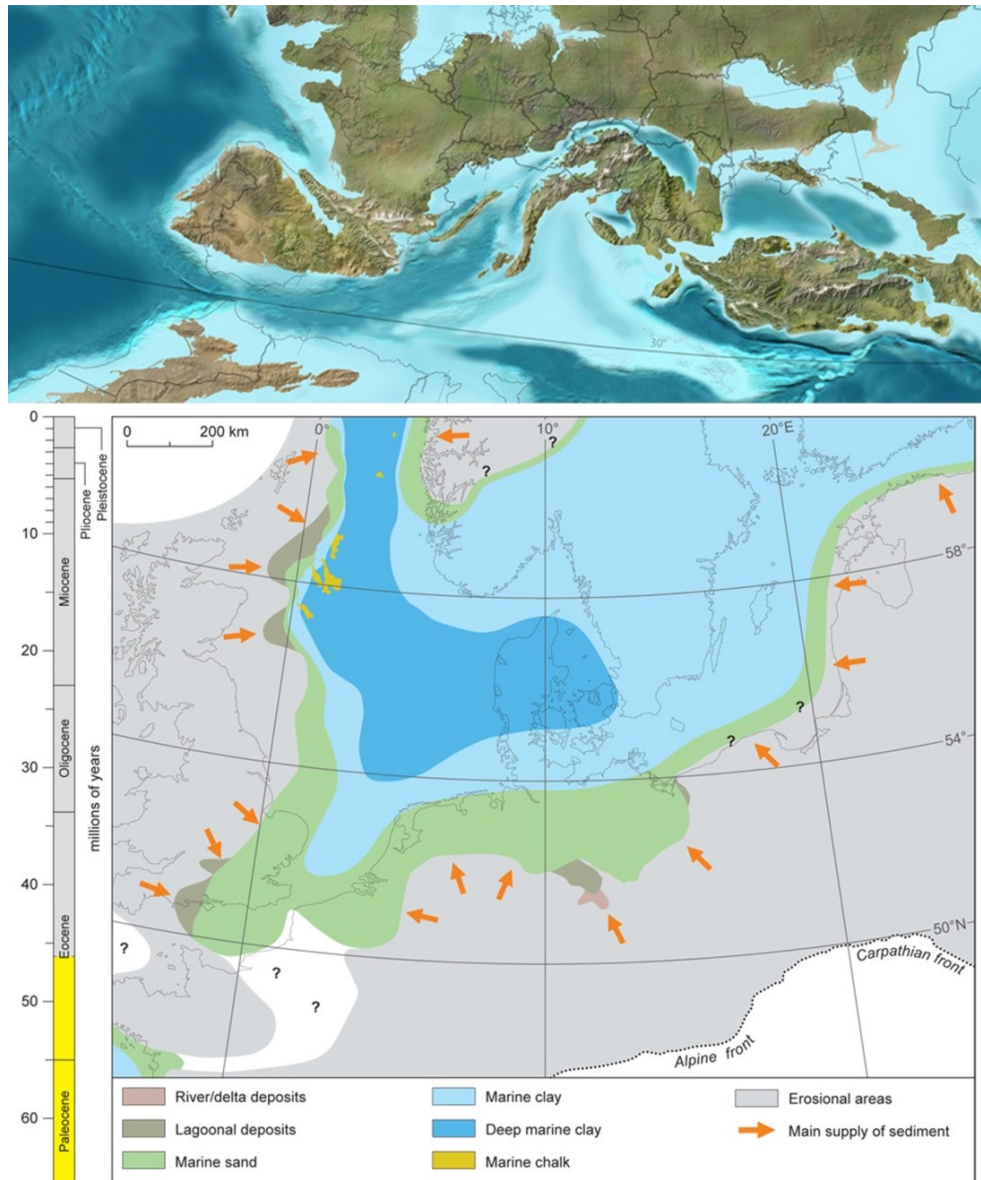 30°
0
10
20
30
40
50
60
Pleistocene
Pliocene
Miocene
Oligocene
Eocene
Paleocene
millions of years
0 200 km
0°
10°
20°E
58°
54°
50°N
?
?
?
?
?
?
?
Carpathian front
Alpine front
River/delta deposits
Lagoonal deposits
Marine sand
Marine clay
Deep marine clay
Marine chalk
Erosional areas
Main supply of sediment